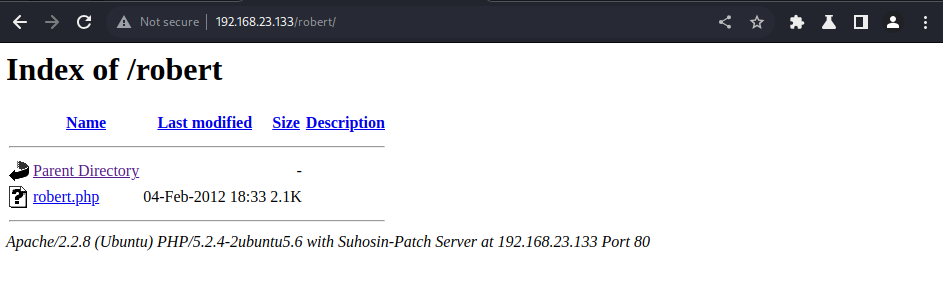 Not secure 192.168.23.133/robert/
Index of /robert
Name Last modified Size Description
Parent Directory -
robert.php 04-Feb-2012 18:33 2.1K
Apache/2.2.8 (Ubuntu) PHP/5.2.4-2ubuntu5.6 with Suhosin-Patch Server at 192.168.23.133 Port 80